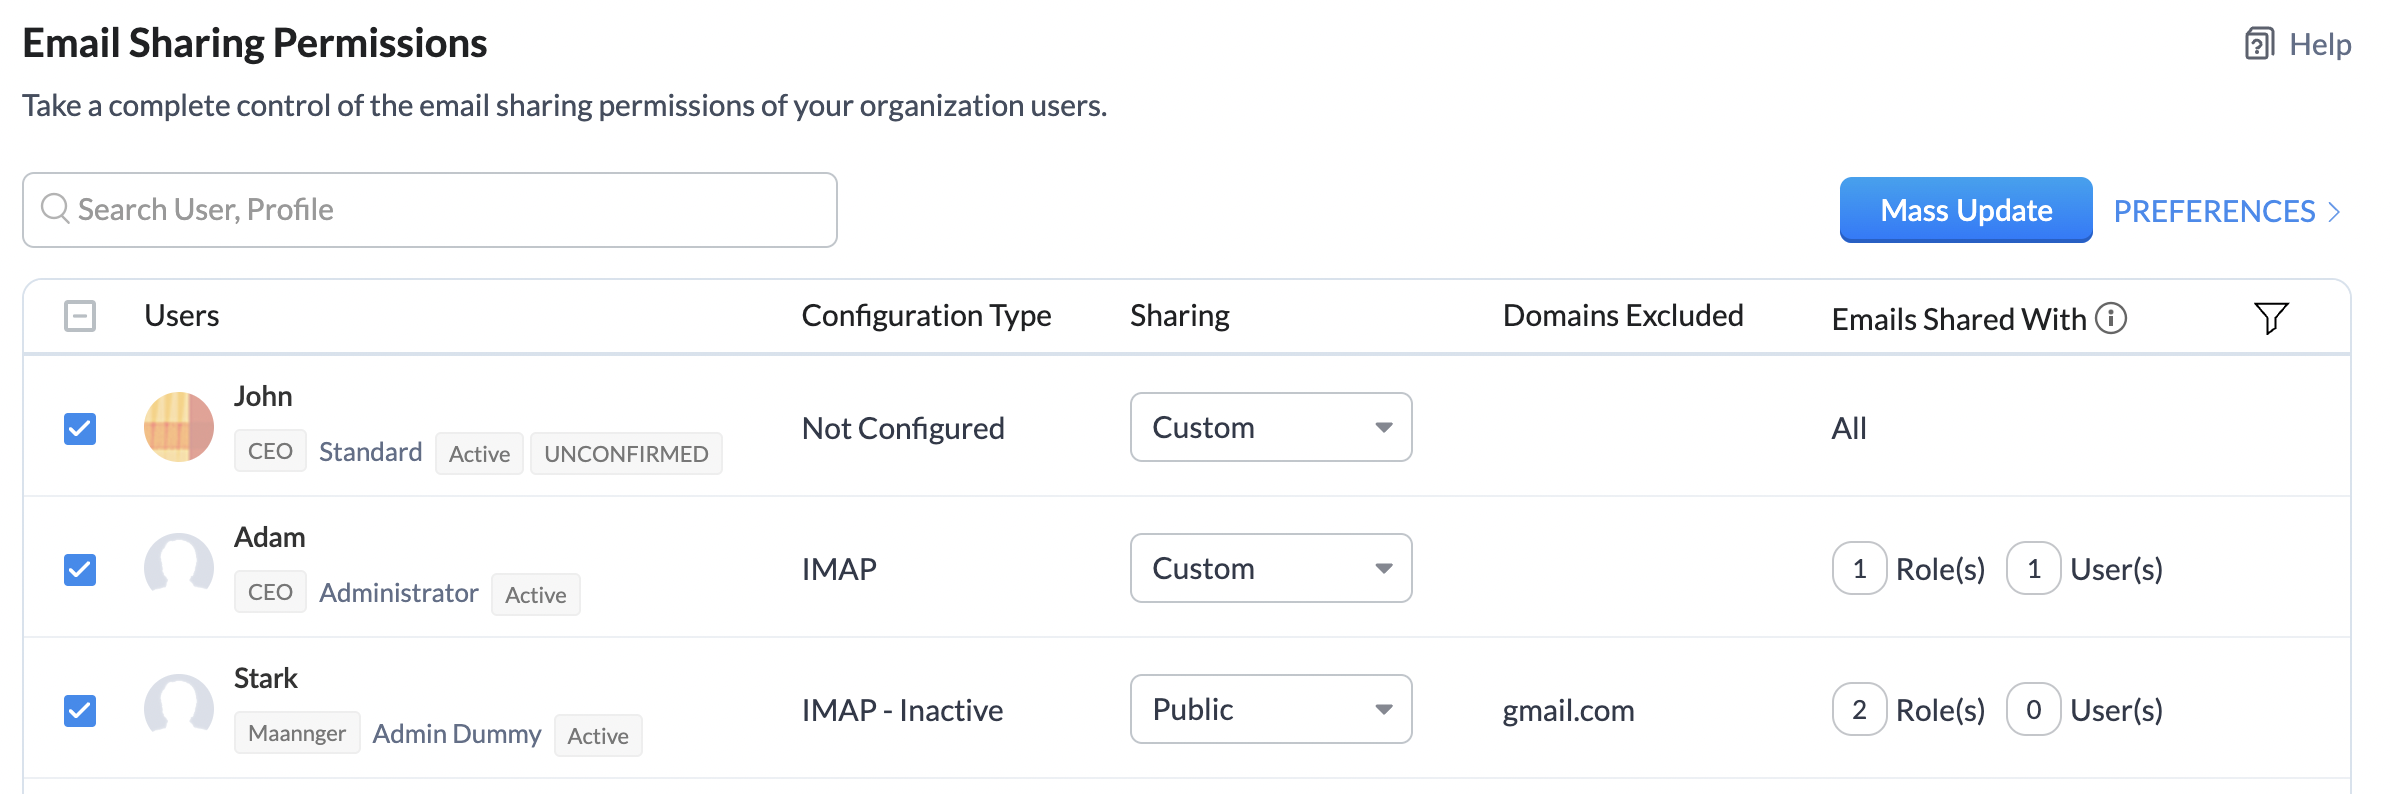 Email Sharing Permissions
Help
Take a complete control of the email sharing permissions of your organization users.
Search User, Profile
Mass Update
PREFERENCES
Users Configuration Type Sharing Domains Excluded Emails Shared With
John
CEO Standard Active UNCONFIRMED
Not Configured
Custom
All
Adam
CEO Administrator Active
IMAP
Custom
1 Role(s) 1 User(s)
Stark
Maannger Admin Dummy Active
IMAP - Inactive
Public
gmail.com
2 Role(s) 0 User(s)